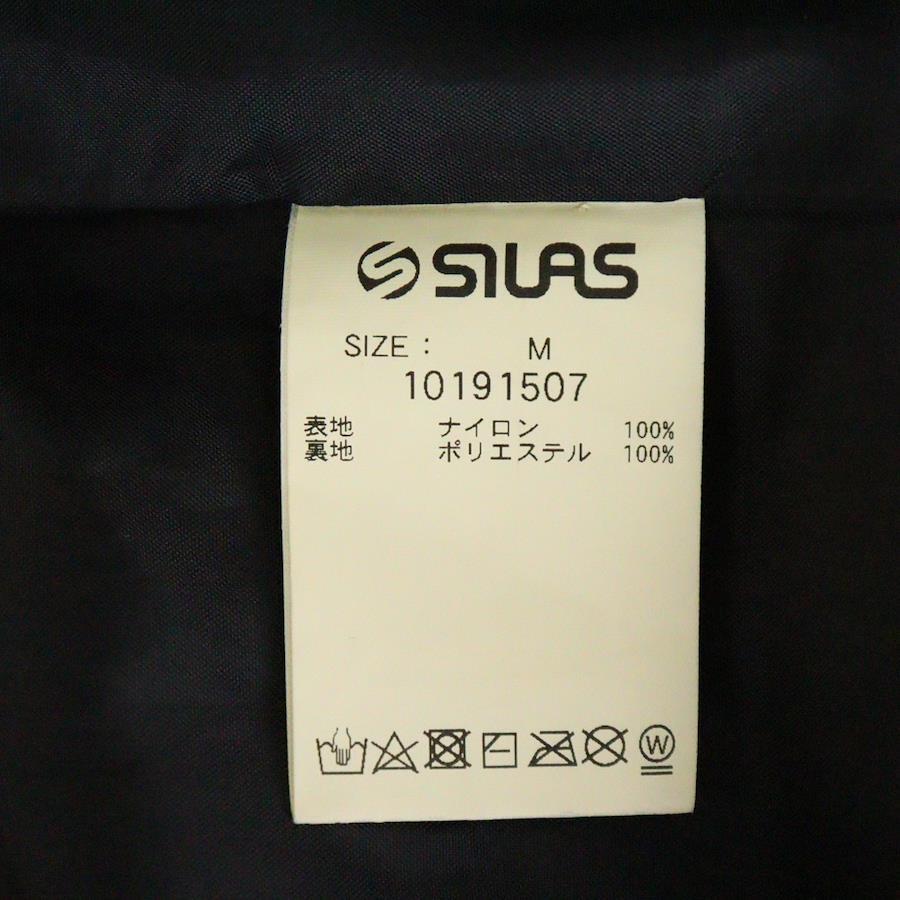 SILAS
SIZE : M
10191507
表地 ナイロン 100%
裏地 ポリエステル 100%
W